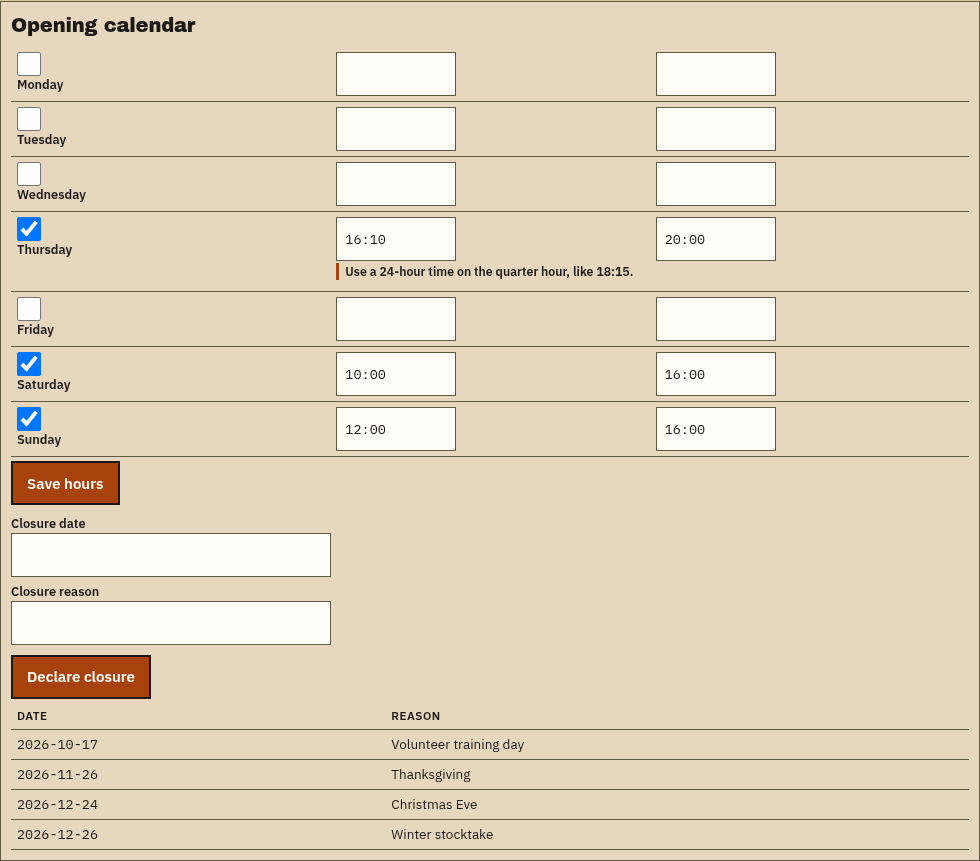 Opening calendar
Monday
Tuesday
Wednesday
Thursday 16:10 20:00
Use a 24-hour time on the quarter hour, like 18:15.
Friday
Saturday 10:00 16:00
Sunday 12:00 16:00
Save hours
Closure date
Closure reason
Declare closure
DATE REASON
2026-10-17 Volunteer training day
2026-11-26 Thanksgiving
2026-12-24 Christmas Eve
2026-12-26 Winter stocktake